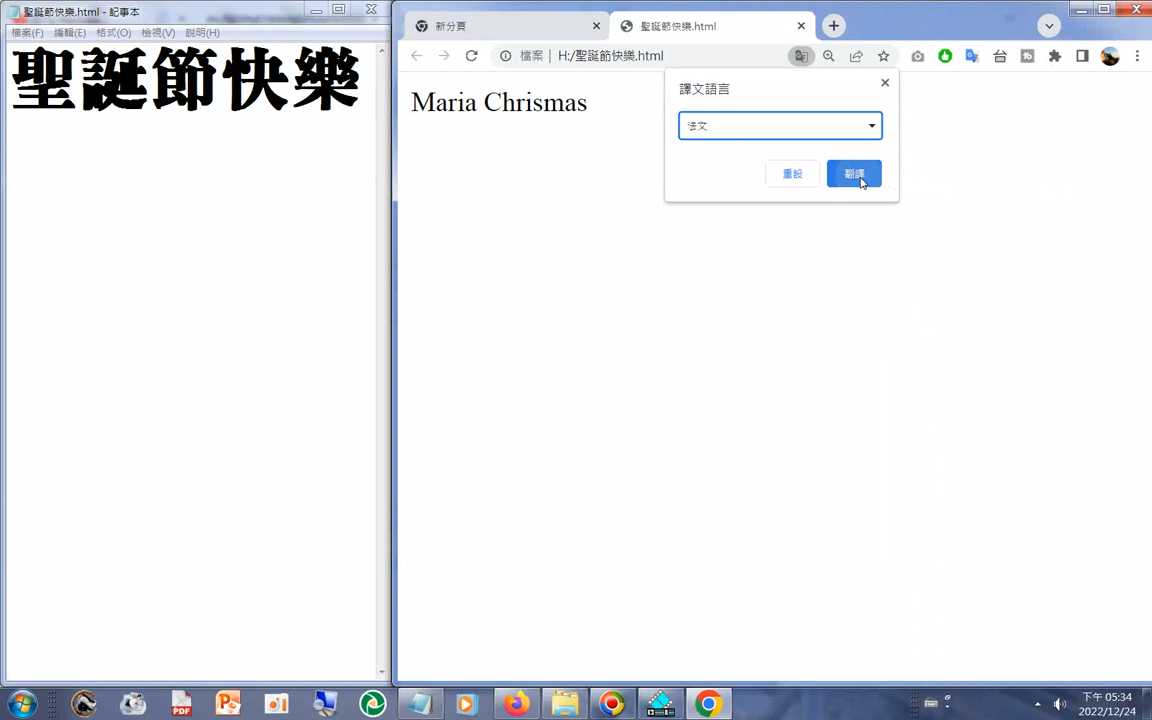 聖誕節快樂.html - 記事本
檔案(F) 編輯(E) 格式(O) 檢視(V) 說明(H)
聖誕節快樂
新分頁
聖誕節快樂.html
檔案 H:/聖誕節快樂.html
Maria Chrismas
譯文語言
法文
重設
翻譯
下午 05:34
2022/12/24